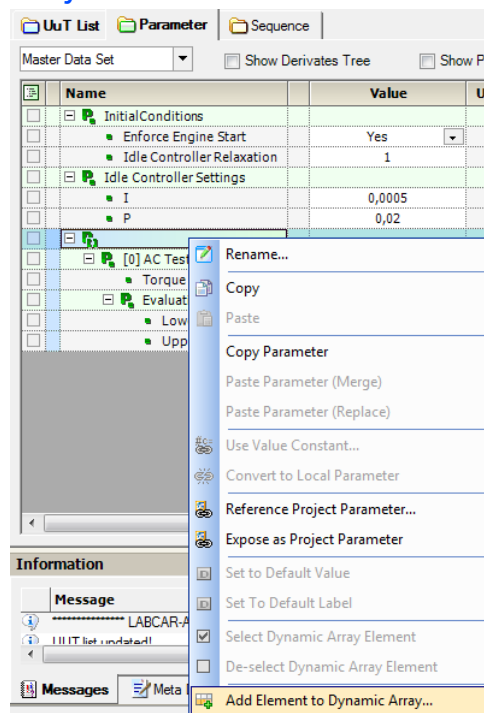 UuT List Parameter Sequence
Master Data Set Show Derivates Tree Show P
Name Value U
InitialConditions
Enforce Engine Start Yes
Idle Controller Relaxation 1
Idle Controller Settings
I 0,0005
P 0,02
[0] AC Test
Torque
Evaluat
Low
Upp
Rename...
Copy
Paste
Copy Parameter
Paste Parameter (Merge)
Paste Parameter (Replace)
Use Value Constant...
Convert to Local Parameter
Reference Project Parameter...
Expose as Project Parameter
Set to Default Value
Set To Default Label
Select Dynamic Array Element
De-select Dynamic Array Element
Add Element to Dynamic Array...
Information
Message
*************** LABCAR-A
UUT list updated!
Messages Meta